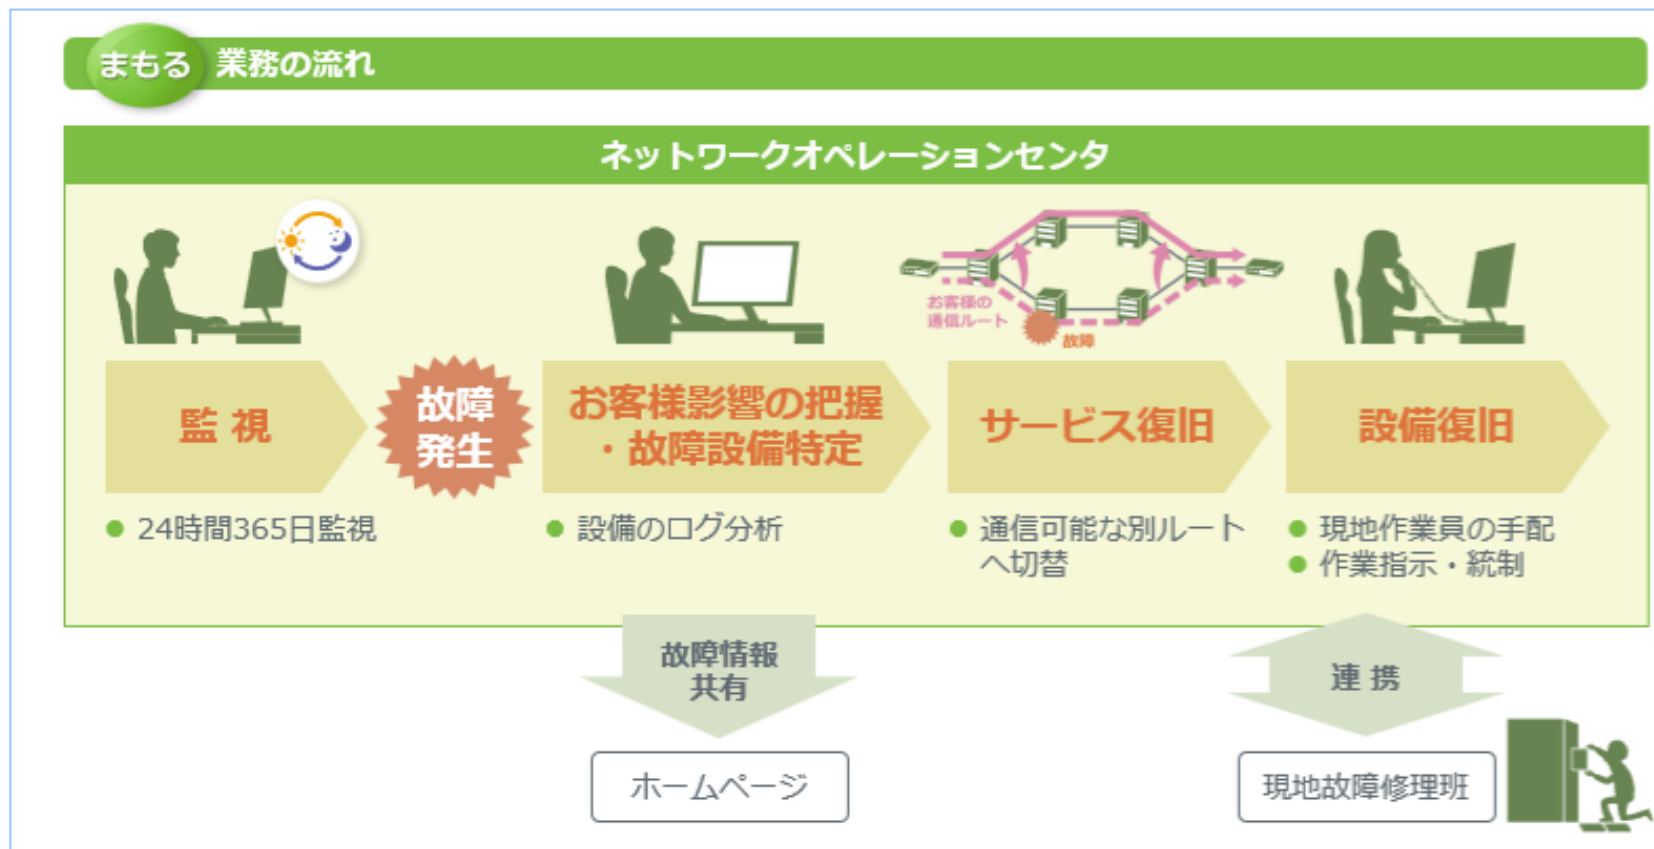 まもる 業務の流れ
ネットワークオペレーションセンタ
お客様の
通信ルート
故障
監視
故障
発生
お客様影響の把握
・故障設備特定
サービス復旧
設備復旧
● 24時間365日監視
● 設備のログ分析
● 通信可能な別ルート
へ切替
● 現地作業員の手配
● 作業指示・統制
故障情報
共有
連携
ホームページ
現地故障修理班